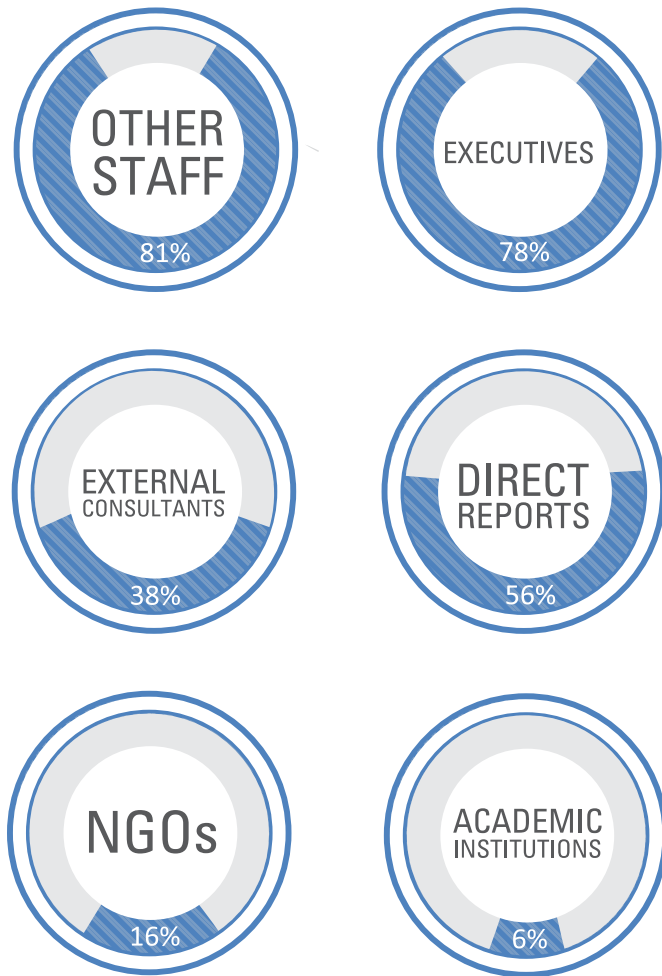 OTHER
STAFF
81%
EXECUTIVES
78%
EXTERNAL
CONSULTANTS
38%
DIRECT
REPORTS
56%
NGOs
16%
ACADEMIC
INSTITUTIONS
6%